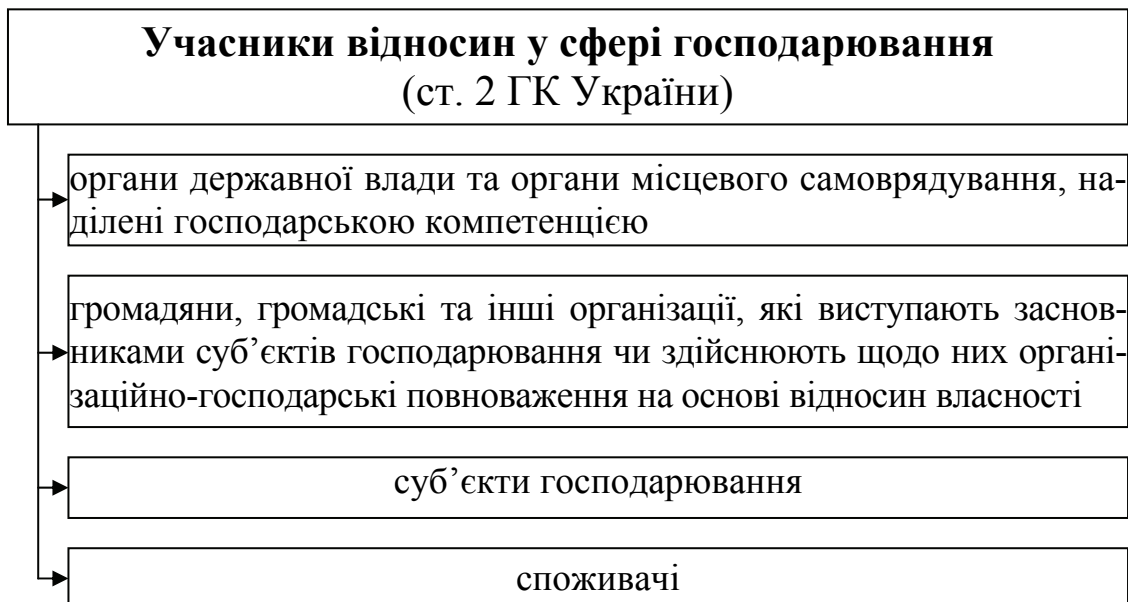 Учасники відносин у сфері господарювання
(ст. 2 ГК України)
органи державної влади та органи місцевого самоврядування, на-
ділені господарською компетенцією
громадяни, громадські та інші організації, які виступають заснов-
никами суб’єктів господарювання чи здійснюють щодо них органі-
заційно-господарські повноваження на основі відносин власності
суб’єкти господарювання
споживачі